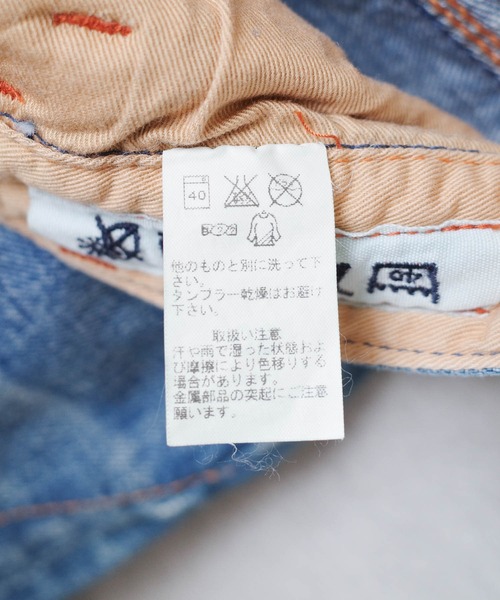 40
他のものと別に洗って下
さい。
タンブラー乾燥はお避け
下さい。
取扱い注意
汗や雨で湿った状態およ
び摩擦により色移りする
場合があります。
金属部品の突起にご注意
願います。
40